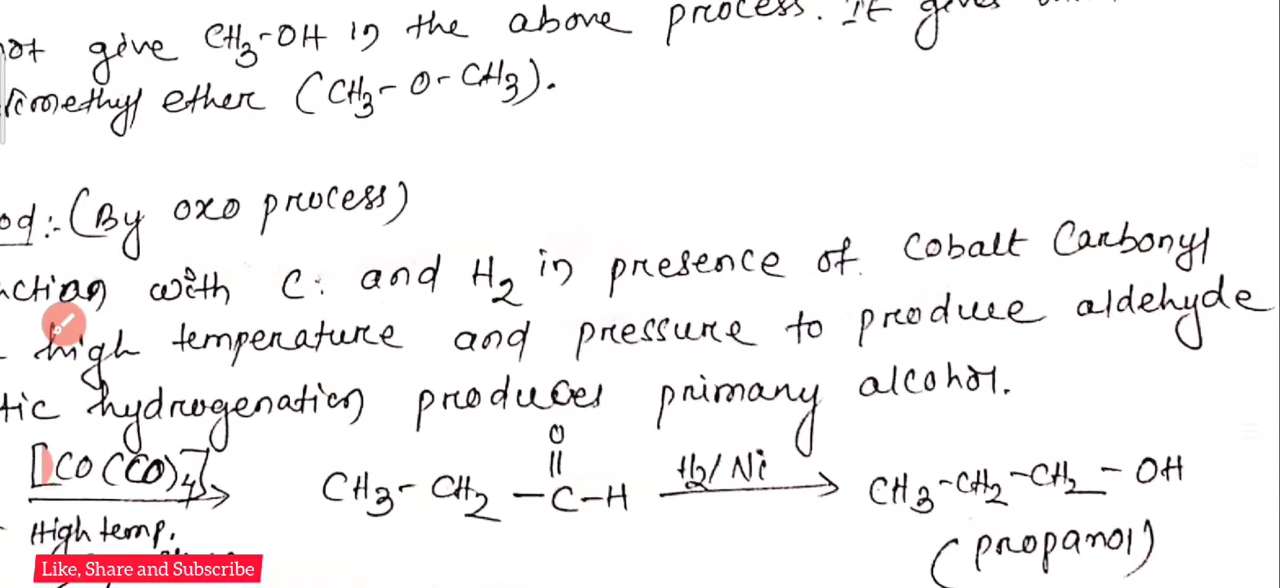 not give CH3-OH in the above process. It gives
dimethyl ether (CH3-O-CH3).
od:- (By oxo process)
action with C: and H2 in presence of Cobalt Carbonyl
high temperature and pressure to produce aldehyde
tic hydrogenation produces primary alcohol.
[CO(CO)4]
High temp.
O
||
CH3-CH2-C-H
H2/Ni
CH3-CH2-CH2-OH
(propanol)
Like, Share and Subscribe